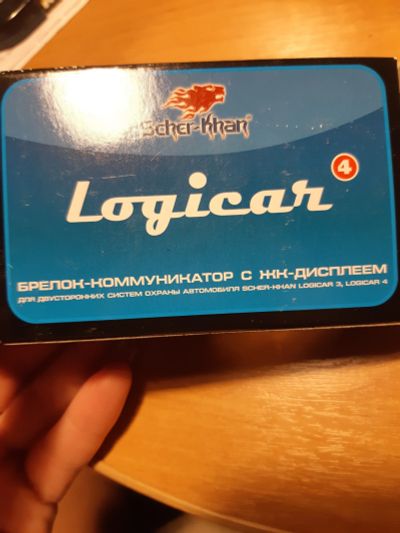 Scher-Khan
Logicar 4
БРЕЛОК-КОММУНИКАТОР С ЖК-ДИСПЛЕЕМ
ДЛЯ ДВУСТОРОННИХ СИСТЕМ ОХРАНЫ АВТОМОБИЛЯ SCHER-KHAN LOGICAR 3, LOGICAR 4